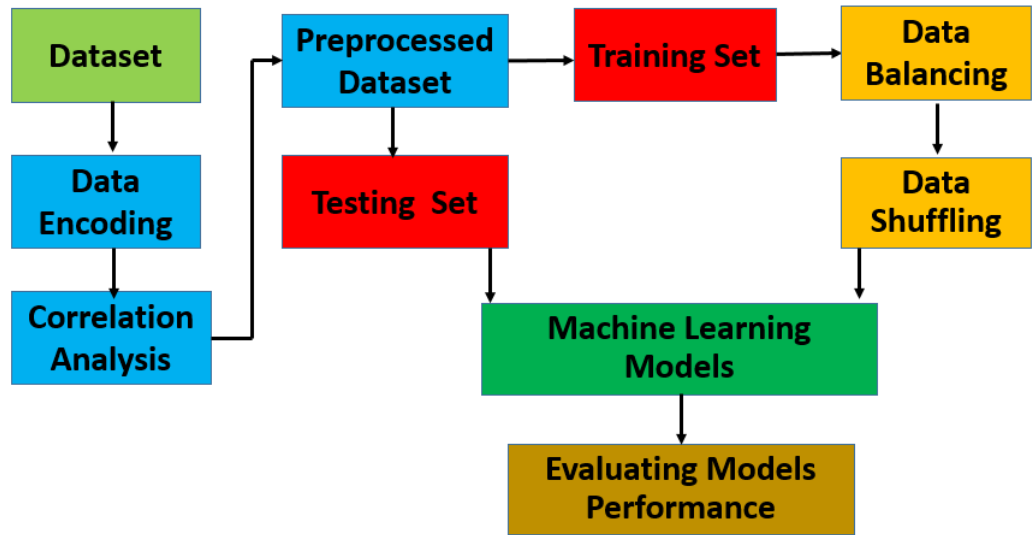 Dataset
Data
Encoding
Correlation
Analysis
Preprocessed
Dataset
Testing Set
Training Set
Data
Balancing
Data
Shuffling
Machine Learning
Models
Evaluating Models
Performance